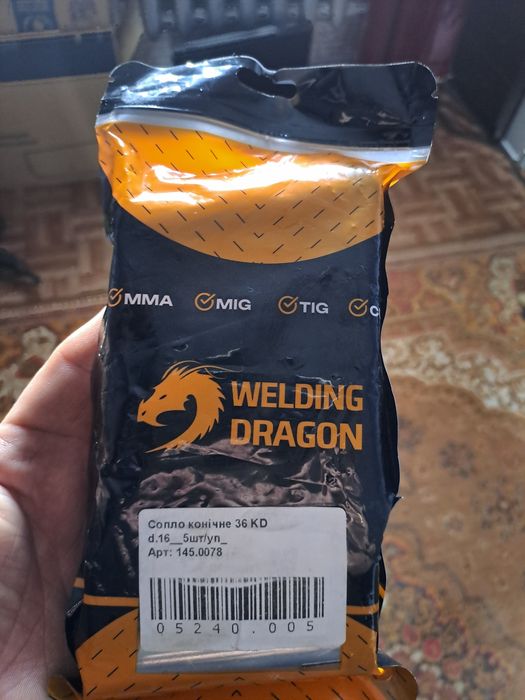 MMA MIG TIG C
WELDING
DRAGON
Сопло конічне 36 KD
d.16__5шт/уп_
Арт: 145.0078
05240.005